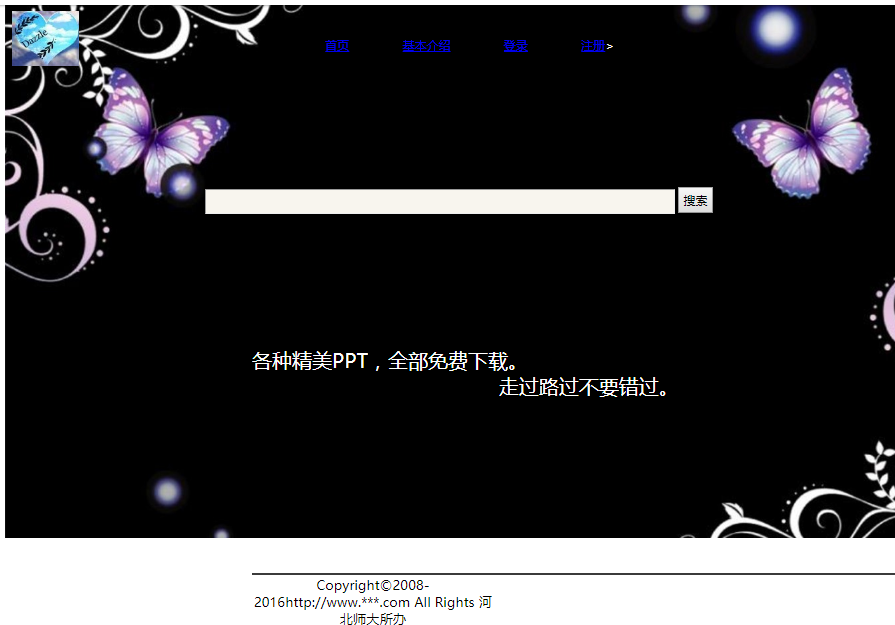 Dazzle
首页 基本介绍 登录 注册>
搜索
各种精美PPT，全部免费下载。
走过路过不要错过。
Copyright©2008-
2016http://www.***.com All Rights 河
北师大所办